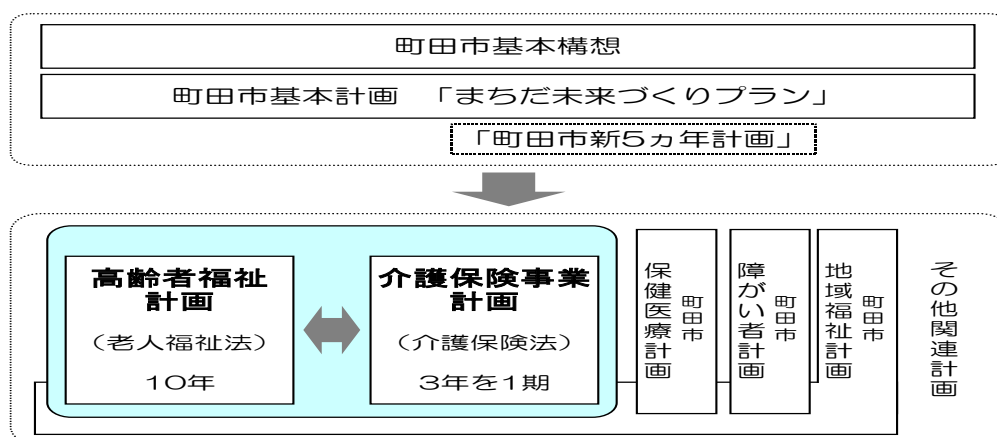 町田市基本構想
町田市基本計画　「まちだ未来づくりプラン」
「町田市新5ヵ年計画」
高齢者福祉
計画
（老人福祉法）
10年
介護保険事業
計画
（介護保険法）
3年を1期
町田市
保健医療計画
町田市
障がい者計画
町田市
地域福祉計画
その他関連計画